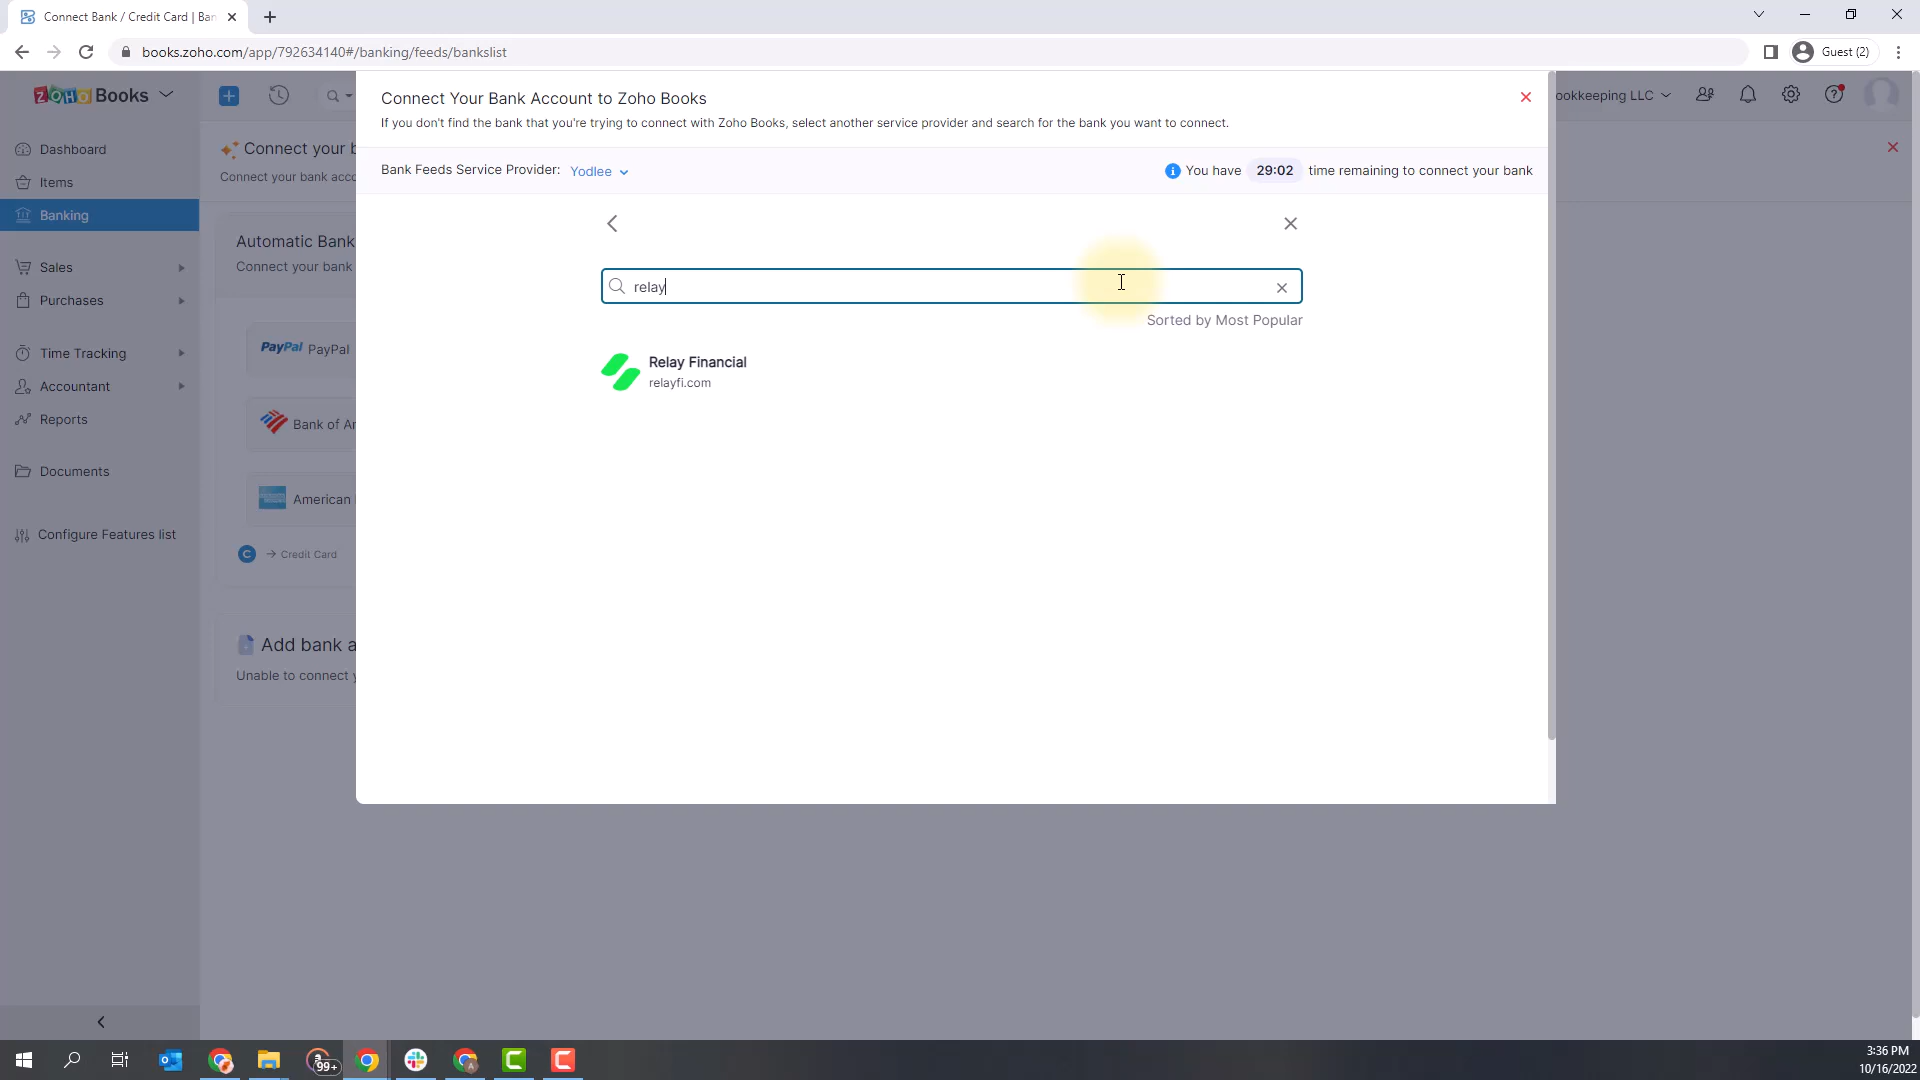 Connect Bank / Credit Card | Ban
books.zoho.com/app/792634140#/banking/feeds/bankslist
Guest (2)
ZOHO Books
ookkeeping LLC
Dashboard
Items
Banking
Sales
Purchases
Time Tracking
Accountant
Reports
Documents
Configure Features list
Connect your b
Connect your bank acco
Automatic Bank
Connect your bank
PayPal PayPal
Bank of Am
American
C → Credit Card
Add bank a
Unable to connect y
Connect Your Bank Account to Zoho Books
If you don't find the bank that you're trying to connect with Zoho Books, select another service provider and search for the bank you want to connect.
Bank Feeds Service Provider: Yodlee
You have 29:02 time remaining to connect your bank
relay
Sorted by Most Popular
Relay Financial
relayfi.com
99+
3:36 PM
10/16/2022